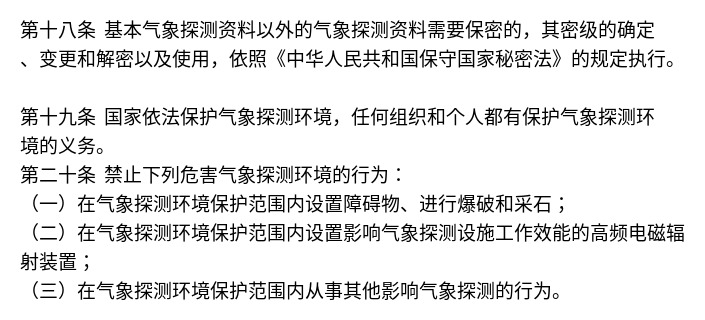 第十八条 基本气象探测资料以外的气象探测资料需要保密的，其密级的确定
、变更和解密以及使用，依照《中华人民共和国保守国家秘密法》的规定执行。
第十九条 国家依法保护气象探测环境，任何组织和个人都有保护气象探测环
境的义务。
第二十条 禁止下列危害气象探测环境的行为：
（一）在气象探测环境保护范围内设置障碍物、进行爆破和采石；
（二）在气象探测环境保护范围内设置影响气象探测设施工作效能的高频电磁辐
射装置；
（三）在气象探测环境保护范围内从事其他影响气象探测的行为。